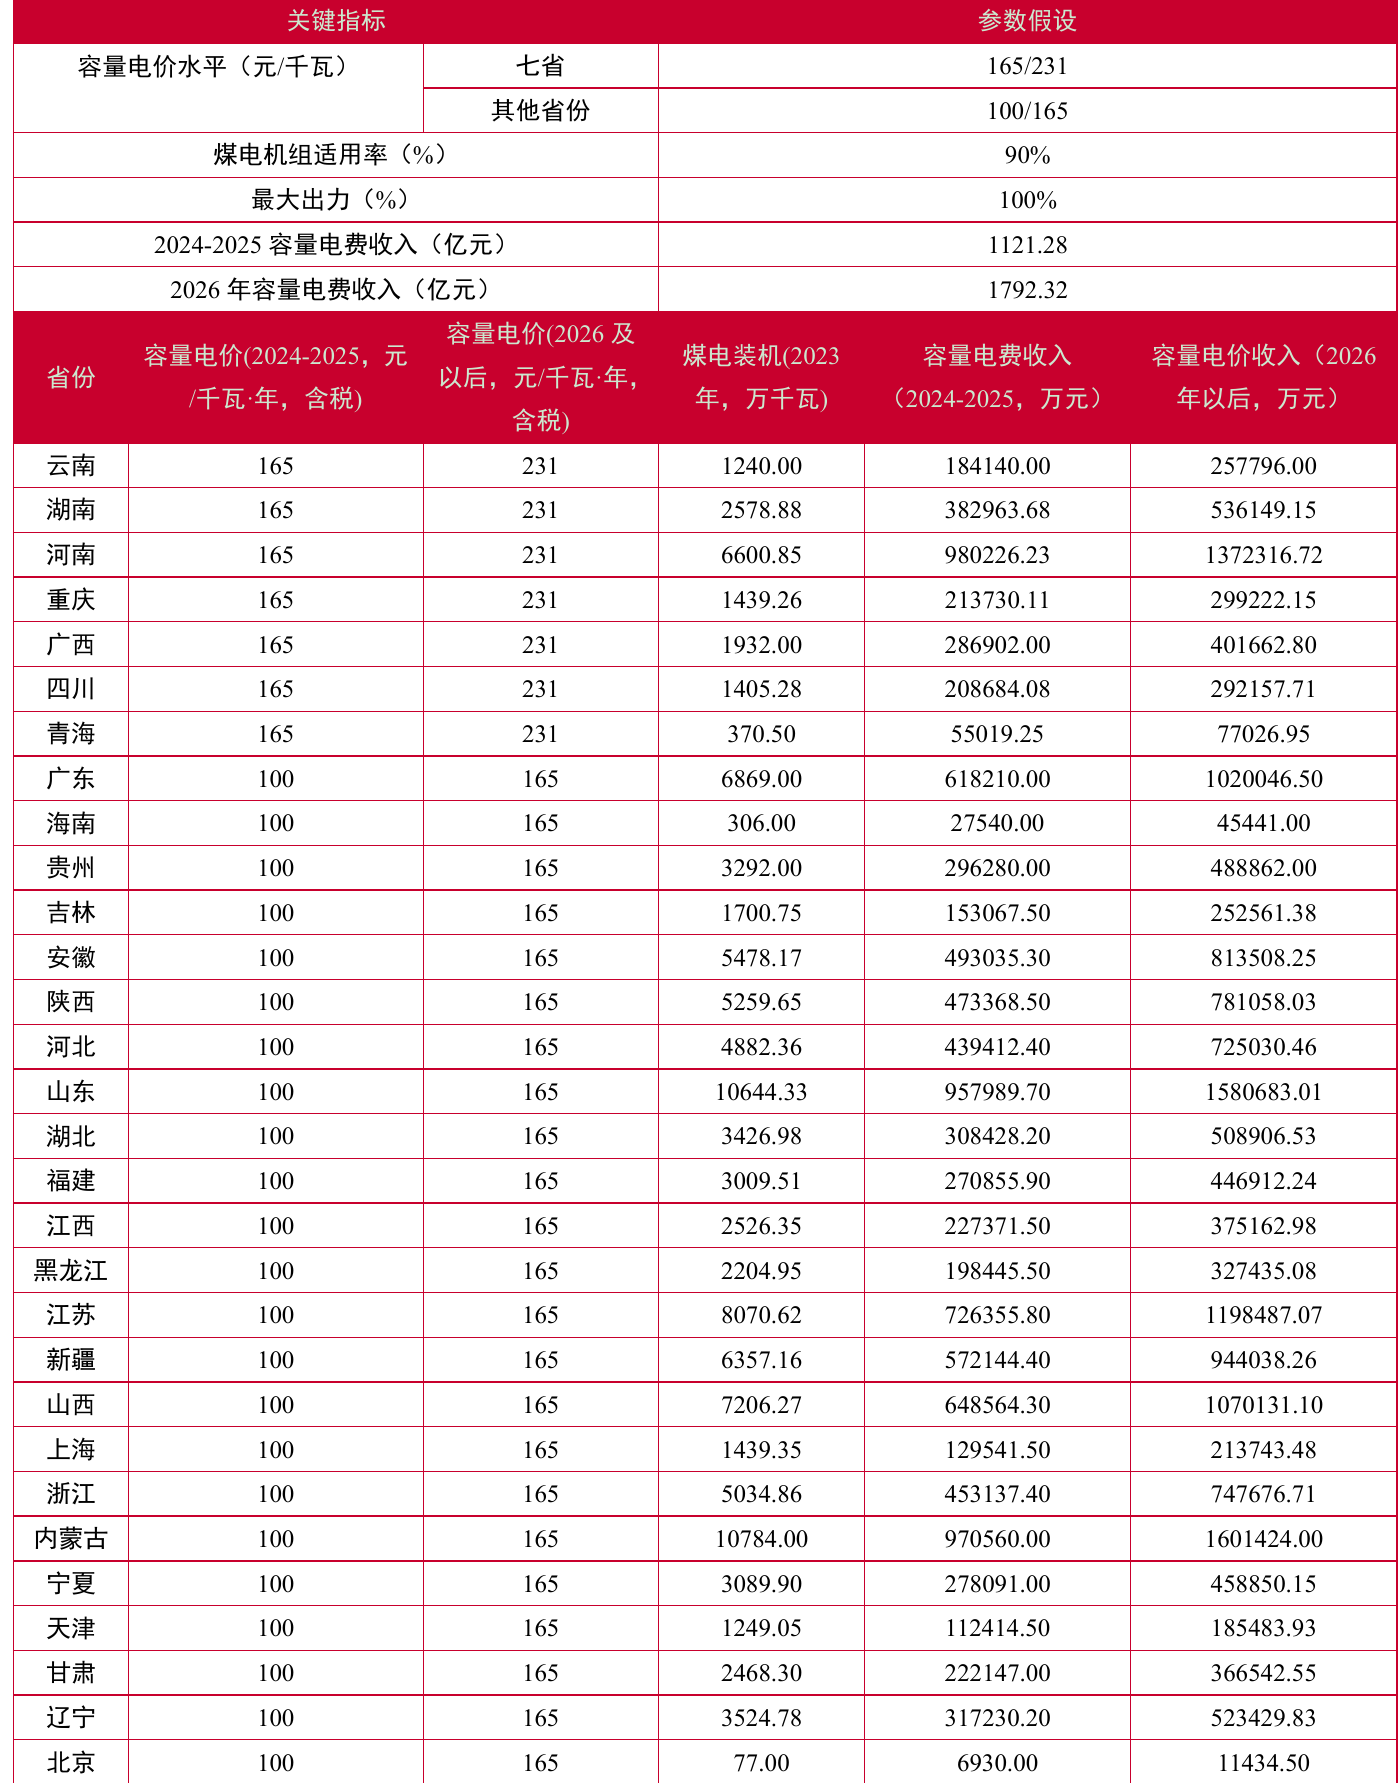 关键指标 参数假设
容量电价水平（元/千瓦） 七省 165/231
其他省份 100/165
煤电机组适用率（%） 90%
最大出力（%） 100%
2024-2025 容量电费收入（亿元） 1121.28
2026 年容量电费收入（亿元） 1792.32
省份
容量电价(2024-2025，元
/千瓦·年，含税)
容量电价(2026 及
以后，元/千瓦·年，
含税)
煤电装机(2023
年，万千瓦)
容量电费收入
（2024-2025，万元）
容量电价收入（2026
年以后，万元）
云南 165 231 1240.00 184140.00 257796.00
湖南 165 231 2578.88 382963.68 536149.15
河南 165 231 6600.85 980226.23 1372316.72
重庆 165 231 1439.26 213730.11 299222.15
广西 165 231 1932.00 286902.00 401662.80
四川 165 231 1405.28 208684.08 292157.71
青海 165 231 370.50 55019.25 77026.95
广东 100 165 6869.00 618210.00 1020046.50
海南 100 165 306.00 27540.00 45441.00
贵州 100 165 3292.00 296280.00 488862.00
吉林 100 165 1700.75 153067.50 252561.38
安徽 100 165 5478.17 493035.30 813508.25
陕西 100 165 5259.65 473368.50 781058.03
河北 100 165 4882.36 439412.40 725030.46
山东 100 165 10644.33 957989.70 1580683.01
湖北 100 165 3426.98 308428.20 508906.53
福建 100 165 3009.51 270855.90 446912.24
江西 100 165 2526.35 227371.50 375162.98
黑龙江 100 165 2204.95 198445.50 327435.08
江苏 100 165 8070.62 726355.80 1198487.07
新疆 100 165 6357.16 572144.40 944038.26
山西 100 165 7206.27 648564.30 1070131.10
上海 100 165 1439.35 129541.50 213743.48
浙江 100 165 5034.86 453137.40 747676.71
内蒙古 100 165 10784.00 970560.00 1601424.00
宁夏 100 165 3089.90 278091.00 458850.15
天津 100 165 1249.05 112414.50 185483.93
甘肃 100 165 2468.30 222147.00 366542.55
辽宁 100 165 3524.78 317230.20 523429.83
北京 100 165 77.00 6930.00 11434.50